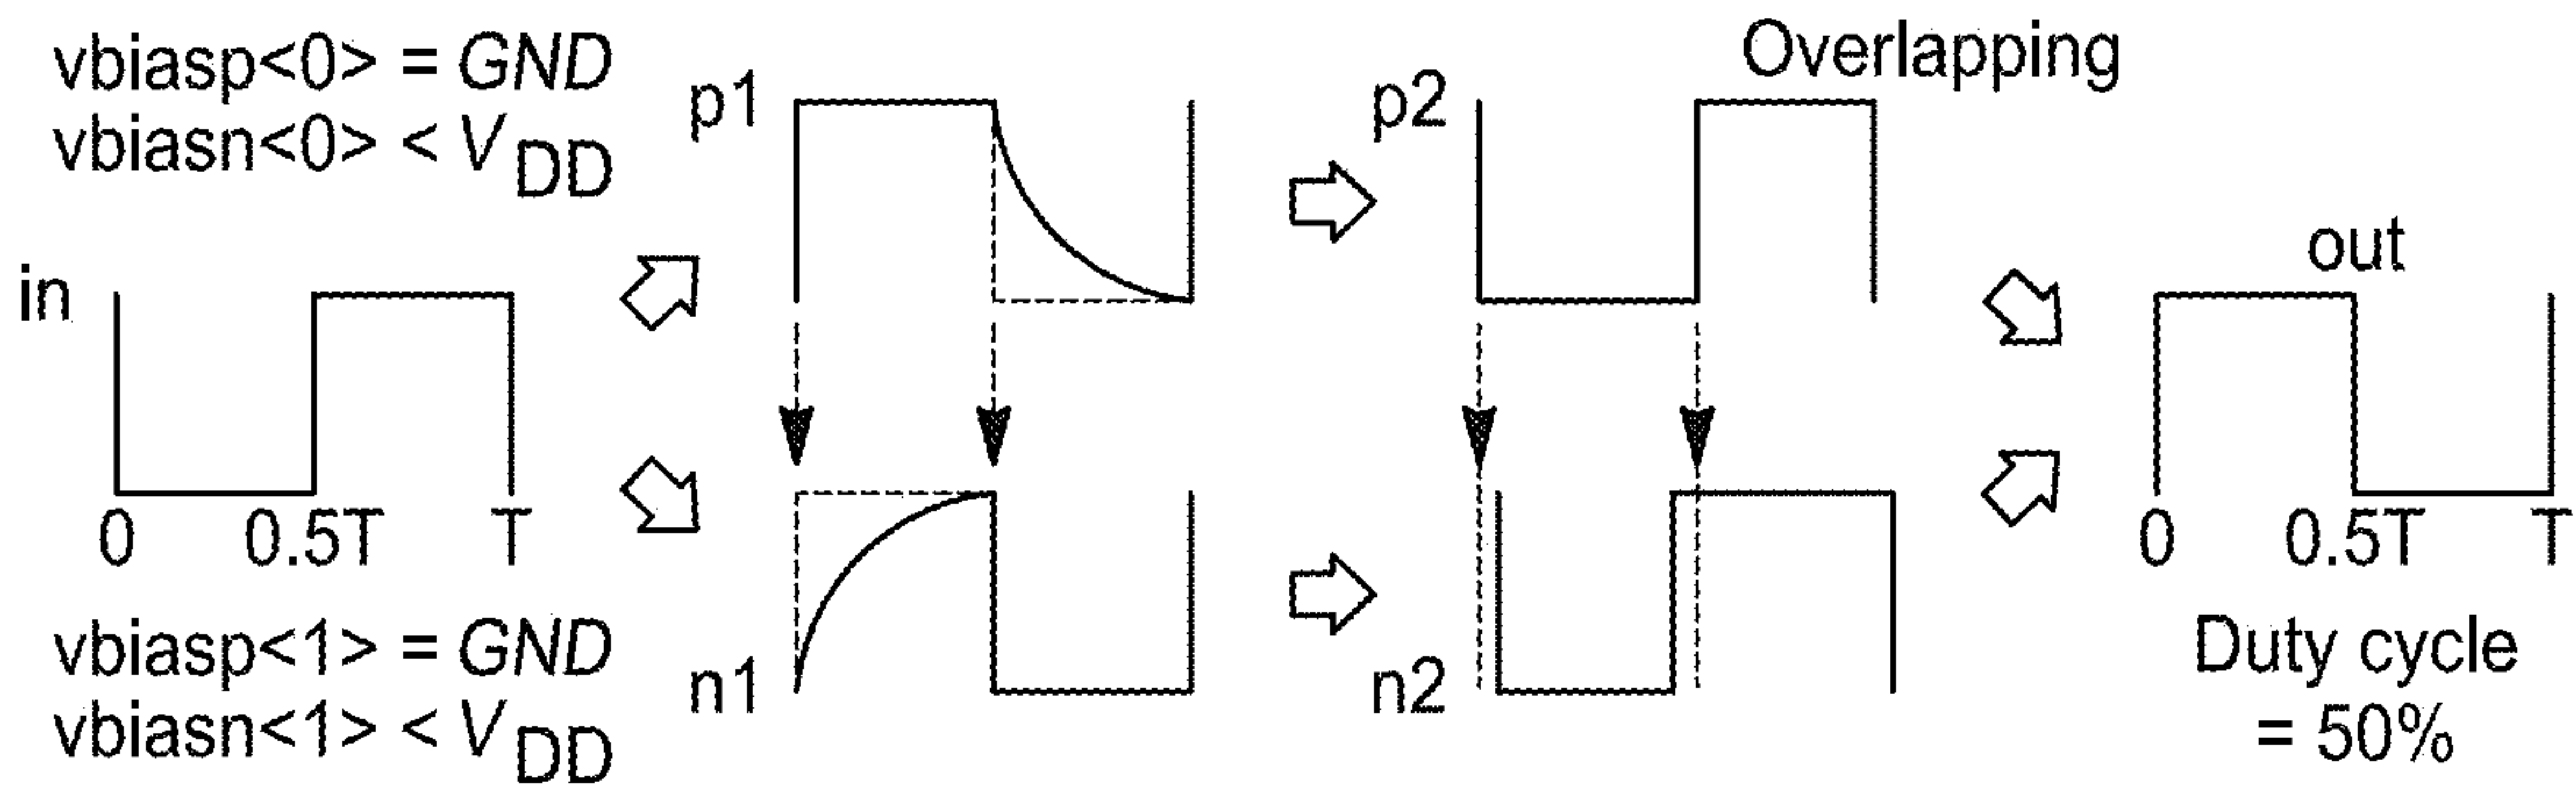 vbiasp<0> = GND
vbiasn<0> < VDD
p1
p2
Overlapping
in
0
0.5T
T
out
0
0.5T
T
vbiasp<1> = GND
vbiasn<1> < VDD
n1
n2
Duty cycle
= 50%